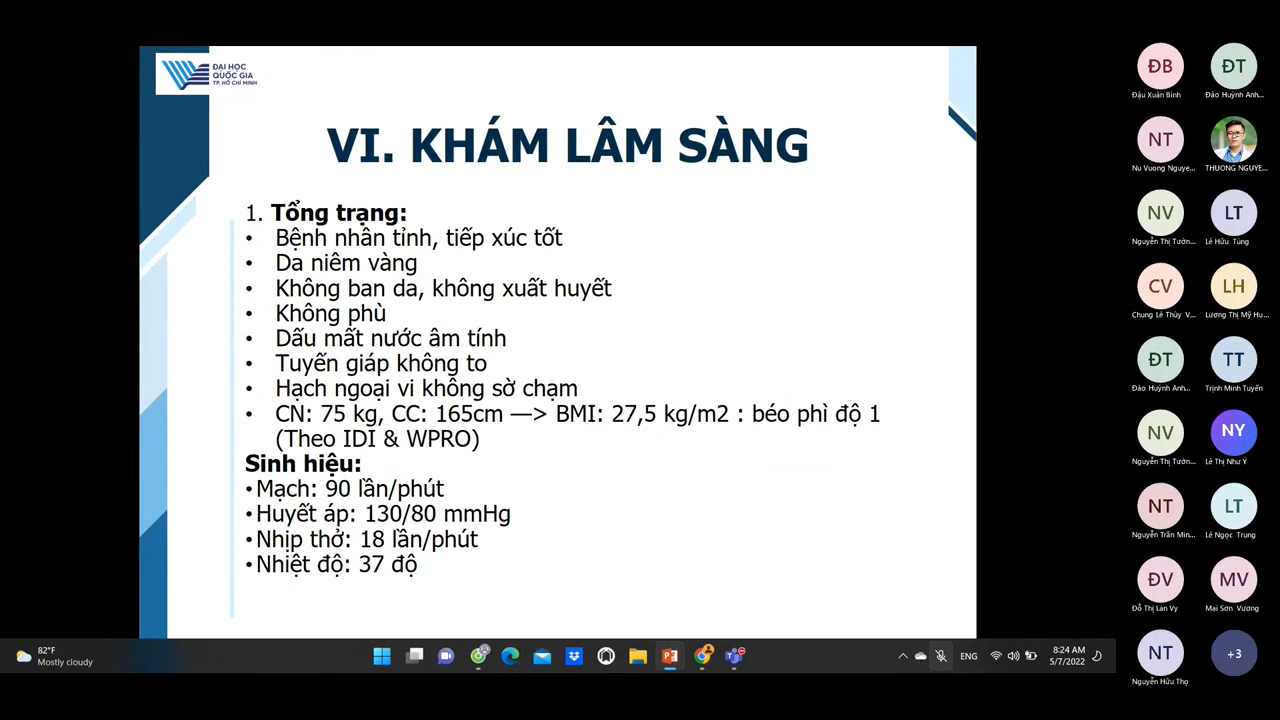 ĐẠI HỌC
QUỐC GIA
TP. HỒ CHÍ MINH
VI. KHÁM LÂM SÀNG
1. Tổng trạng:
• Bệnh nhân tỉnh, tiếp xúc tốt
• Da niêm vàng
• Không ban da, không xuất huyết
• Không phù
• Dấu mất nước âm tính
• Tuyến giáp không to
• Hạch ngoại vi không sờ chạm
• CN: 75 kg, CC: 165cm —> BMI: 27,5 kg/m2 : béo phì độ 1
(Theo IDI & WPRO)
Sinh hiệu:
• Mạch: 90 lần/phút
• Huyết áp: 130/80 mmHg
• Nhịp thở: 18 lần/phút
• Nhiệt độ: 37 độ
ĐB
Đậu Xuân Bình
ĐT
Đào Huỳnh Anh...
NT
Nu Vuong Nguye...
THUONG NGUYE...
NV
Nguyễn Thị Tườn...
LT
Lê Hữu Tùng
CV
Chung Lê Thùy V...
LH
Lương Thị Mỹ Hu...
ĐT
Đào Huỳnh Anh...
TT
Trịnh Minh Tuyến
NV
Nguyễn Thị Tườn...
NY
Lê Thị Như Ý
NT
Nguyễn Trần Min...
LT
Lê Ngọc Trung
ĐV
Đỗ Thị Lan Vy
MV
Mai Sơn Vương
NT
Nguyễn Hữu Thọ
+3
82°F
Mostly cloudy
ENG
8:24 AM
5/7/2022